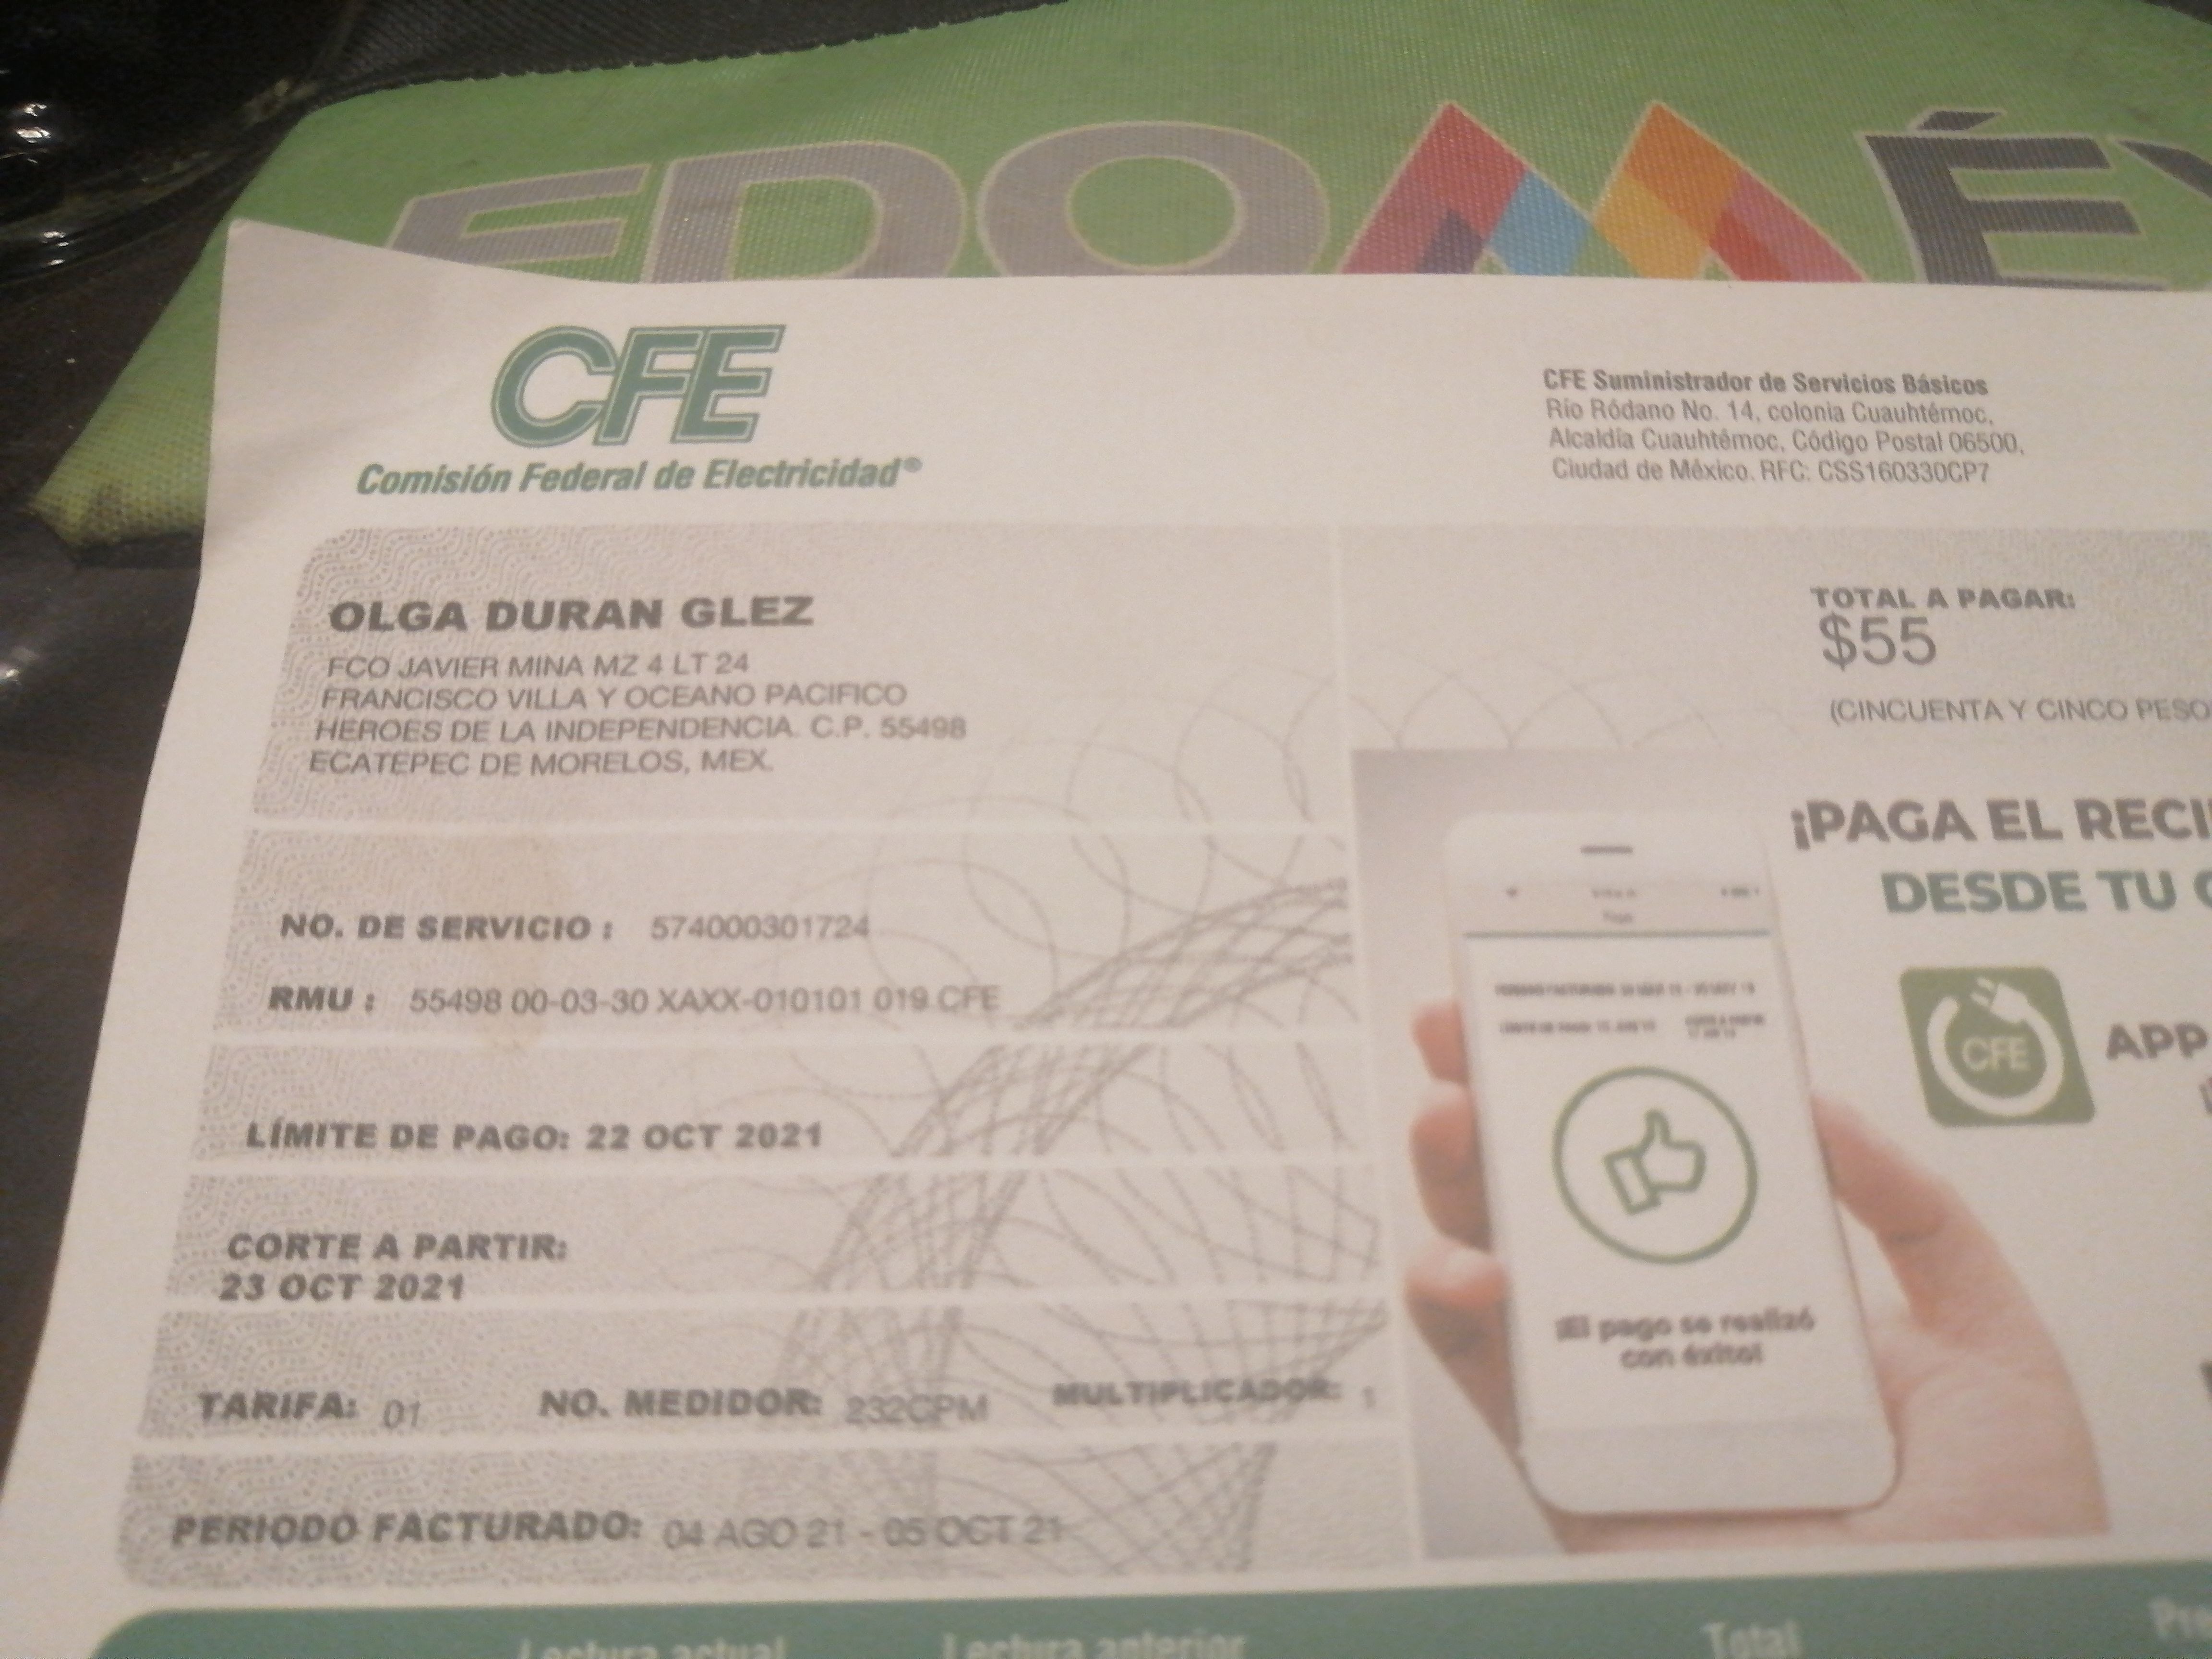 EDOMÉX
CFE
Comisión Federal de Electricidad®
CFE Suministrador de Servicios Básicos
Río Ródano No. 14, colonia Cuauhtémoc,
Alcaldía Cuauhtémoc, Código Postal 06500,
Ciudad de México. RFC: CSS160330CP7
OLGA DURAN GLEZ
FCO JAVIER MINA MZ 4 LT 24
FRANCISCO VILLA Y OCEANO PACIFICO
HEROES DE LA INDEPENDENCIA. C.P. 55498
ECATEPEC DE MORELOS, MEX.
TOTAL A PAGAR:
$55
(CINCUENTA Y CINCO PESO
¡PAGA EL RECI
DESDE TU
CFE
APP
¡El pago se realizó
con éxito!
NO. DE SERVICIO : 574000301724
RMU : 55498 00-03-30 XAXX-010101 019 CFE
LÍMITE DE PAGO: 22 OCT 2021
CORTE A PARTIR:
23 OCT 2021
TARIFA: 01 NO. MEDIDOR: 232CPM MULTIPLICADOR: 1
PERIODO FACTURADO: 04 AGO 21 - 05 OCT 21
Lectura actual Lectura anterior Total Pre